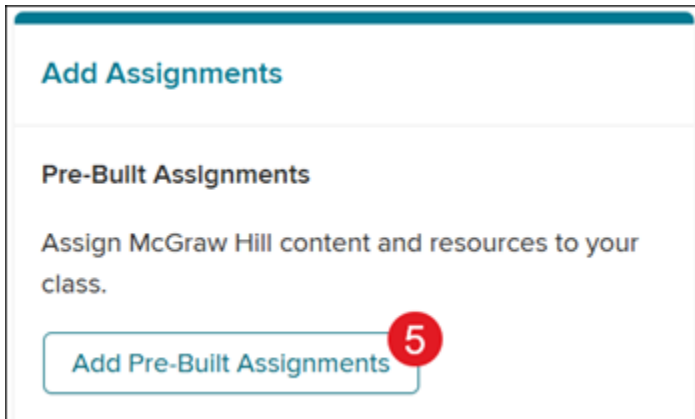 Add Assignments
Pre-Built Assignments
Assign McGraw Hill content and resources to your
class.
5
Add Pre-Built Assignments